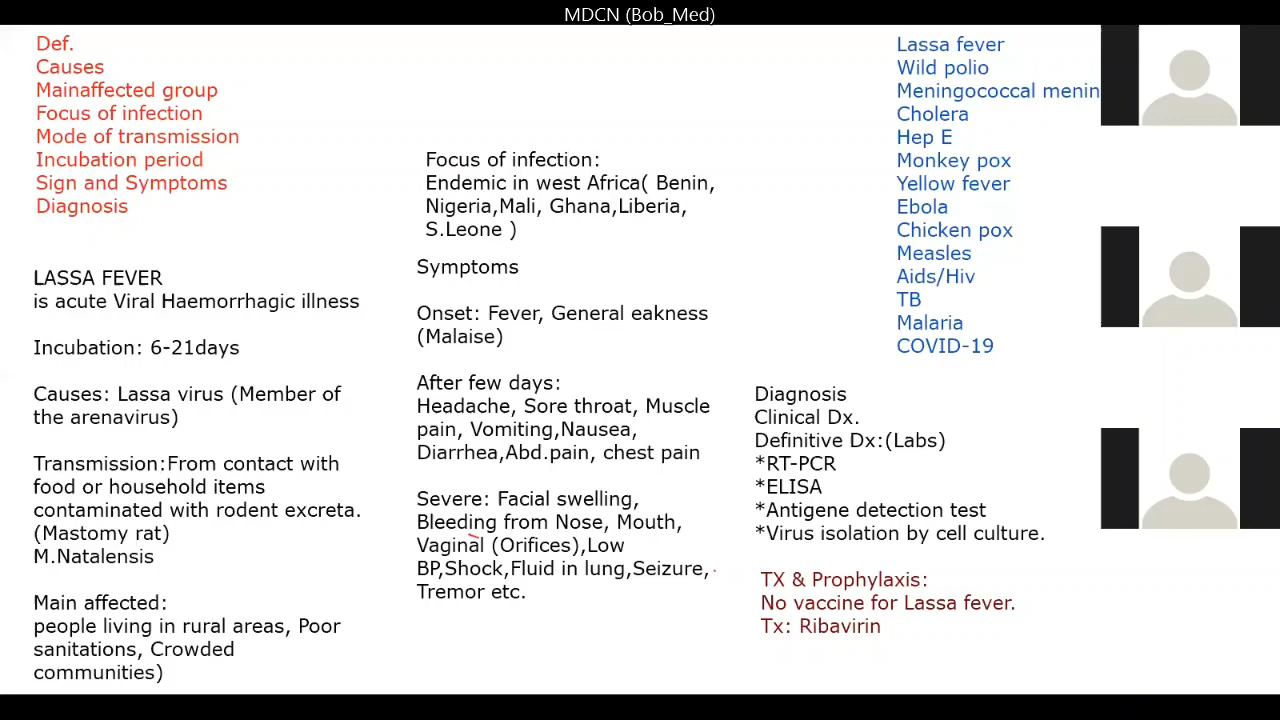 MDCN (Bob_Med)
Def.
Causes
Mainaffected group
Focus of infection
Mode of transmission
Incubation period
Sign and Symptoms
Diagnosis
LASSA FEVER
is acute Viral Haemorrhagic illness
Incubation: 6-21days
Causes: Lassa virus (Member of
the arenavirus)
Transmission:From contact with
food or household items
contaminated with rodent excreta.
(Mastomy rat)
M.Natalensis
Main affected:
people living in rural areas, Poor
sanitations, Crowded
communities)
Focus of infection:
Endemic in west Africa( Benin,
Nigeria,Mali, Ghana,Liberia,
S.Leone )
Symptoms
Onset: Fever, General eakness
(Malaise)
After few days:
Headache, Sore throat, Muscle
pain, Vomiting,Nausea,
Diarrhea,Abd.pain, chest pain
Severe: Facial swelling,
Bleeding from Nose, Mouth,
Vaginal (Orifices),Low
BP,Shock,Fluid in lung,Seizure,
Tremor etc.
Lassa fever
Wild polio
Meningococcal menin
Cholera
Hep E
Monkey pox
Yellow fever
Ebola
Chicken pox
Measles
Aids/Hiv
TB
Malaria
COVID-19
Diagnosis
Clinical Dx.
Definitive Dx:(Labs)
*RT-PCR
*ELISA
*Antigene detection test
*Virus isolation by cell culture.
TX & Prophylaxis:
No vaccine for Lassa fever.
Tx: Ribavirin